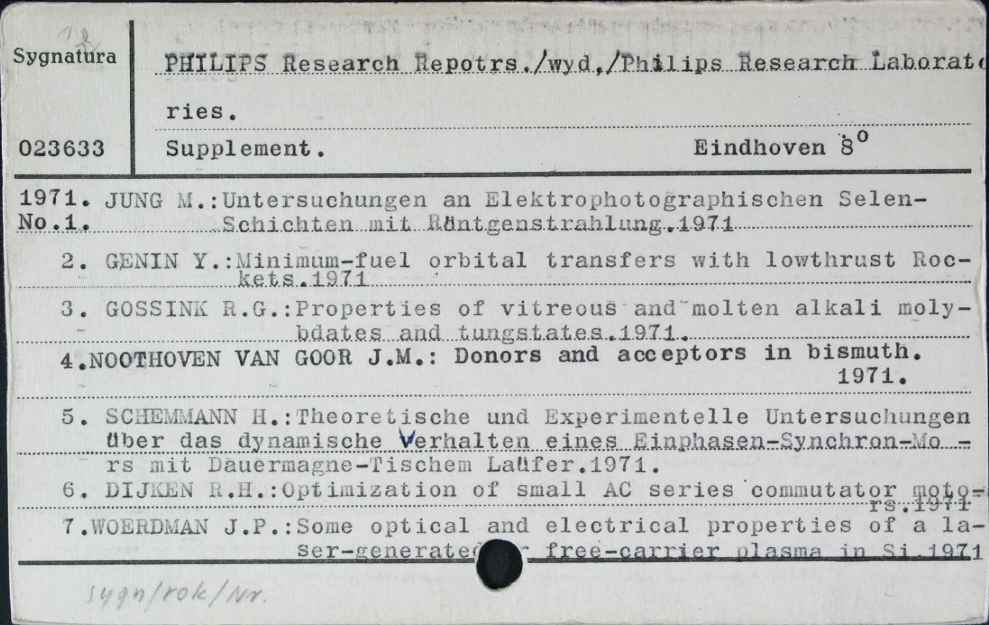 Sygnatura
PHILIPS Research Repotrs./wyd,/Philips Research Laborato
ries.
023633 Supplement. Eindhoven 8º
1971. JUNG M.:Untersuchungen an Elektrophotographischen Selen-
No.1. Schichten mit Röntgenstrahlung.1971
2. GENIN Y.:Minimum-fuel orbital transfers with lowthrust Roc-
kets.1971
3. GOSSINK R.G.:Properties of vitreous and molten alkali moly-
bdates and tungstates.1971.
4.NOOTHOVEN VAN GOOR J.M.: Donors and acceptors in bismuth.
1971.
5. SCHEMMANN H.:Theoretische und Experimentelle Untersuchungen
über das dynamische Verhalten eines Einphasen-Synchron-Mo -
rs mit Dauermagne-Tischem Laüfer.1971.
6. DIJKEN R.H.:Optimization of small AC series commutator moto-
rs.1971
7.WOERDMAN J.P.:Some optical and electrical properties of a la-
ser-generated free-carrier plasma in Si.1971
sygn/rok/Nr.